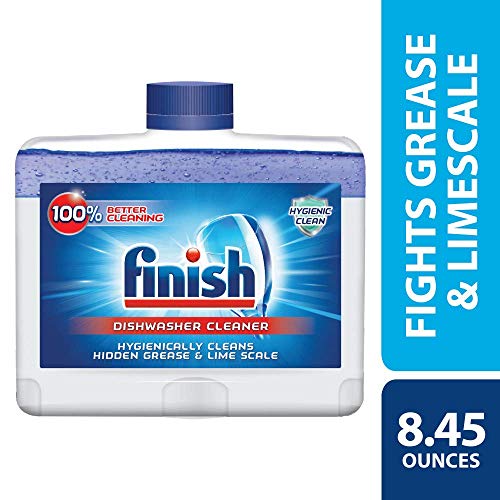 100% BETTER
CLEANING
HYGIENIC
CLEAN
finish
DISHWASHER CLEANER
HYGIENICALLY CLEANS
HIDDEN GREASE & LIME SCALE
FIGHTS GREASE
& LIMESCALE
8.45
OUNCES